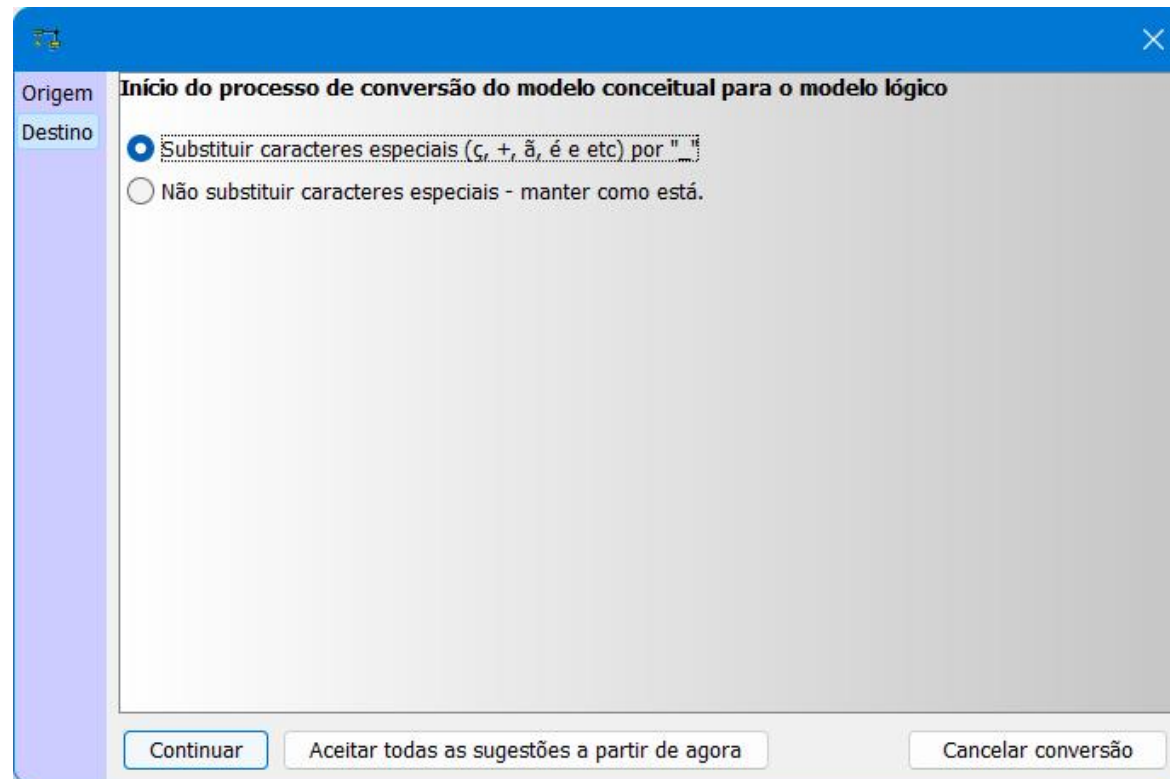 Origem
Destino
Início do processo de conversão do modelo conceitual para o modelo lógico
Substituir caracteres especiais (ç, +, ã, é e etc) por "_"
Não substituir caracteres especiais - manter como está.
Continuar
Aceitar todas as sugestões a partir de agora
Cancelar conversão